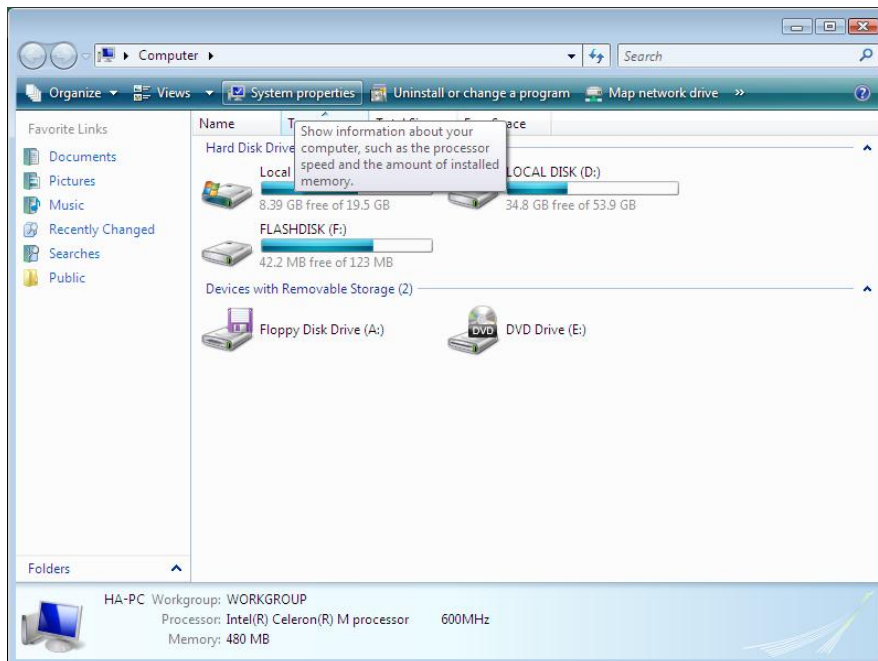 Computer
Search
Organize Views System properties Uninstall or change a program Map network drive »
Favorite Links
Documents
Pictures
Music
Recently Changed
Searches
Public
Folders
Name
Show information about your
computer, such as the processor
speed and the amount of installed
memory.
Hard Disk
Local
8.39 GB free of 19.5 GB
LOCAL DISK (D:)
34.8 GB free of 53.9 GB
FLASHDISK (F:)
42.2 MB free of 123 MB
Devices with Removable Storage (2)
Floppy Disk Drive (A:)
DVD
DVD Drive (E:)
HA-PC Workgroup: WORKGROUP
Processor: Intel(R) Celeron(R) M processor 600MHz
Memory: 480 MB